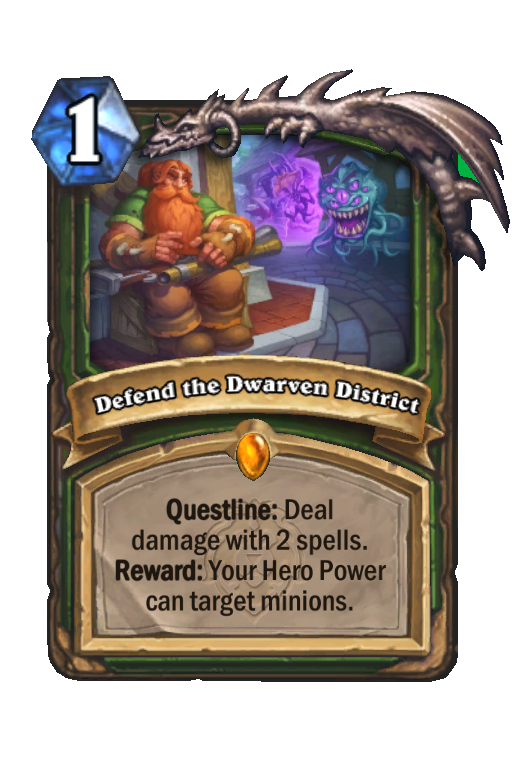 1
Defend the Dwarven District
Questline: Deal
damage with 2 spells.
Reward: Your Hero Power
can target minions.